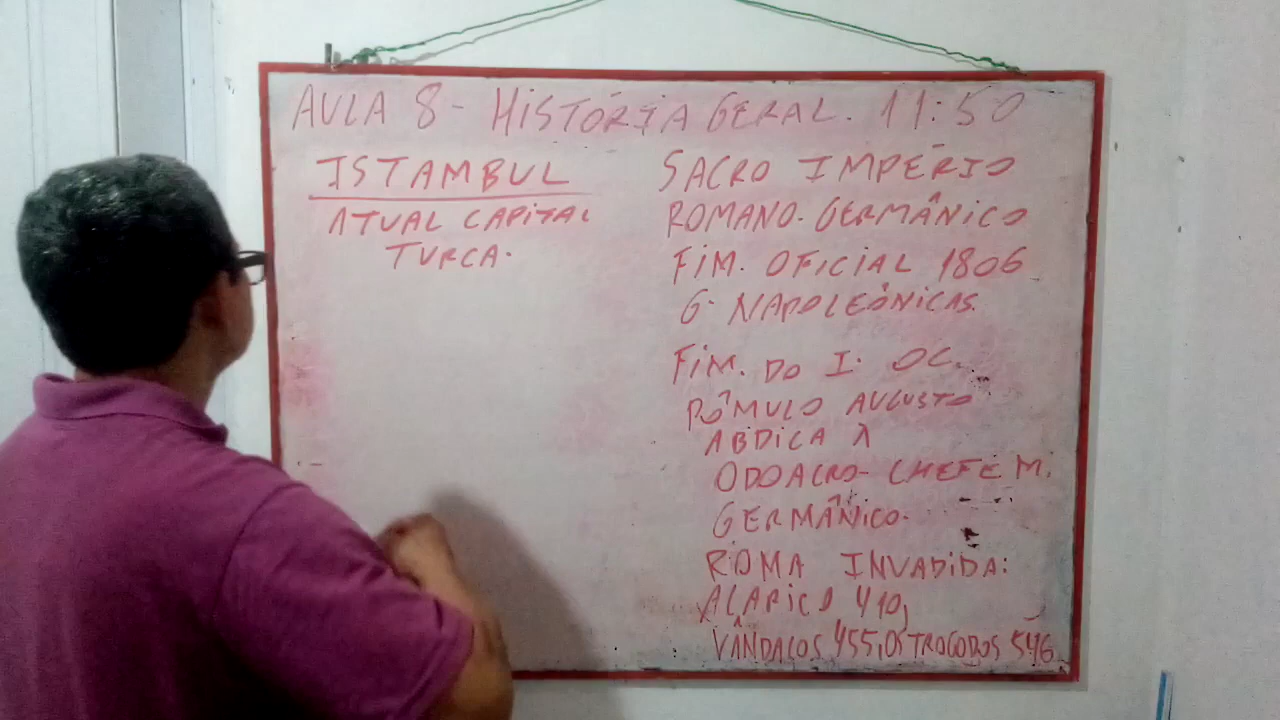 AULA 8 - HISTÓRIA GERAL. 11:50
ISTAMBUL
ATUAL CAPITAL
TURCA.
SACRO IMPÉRIO
ROMANO. GERMÂNICO
FIM. OFICIAL 1806
G. NAPOLEÔNICAS.
FIM. DO I. OC.
RÔMULO AUGUSTO
ABDICA A
ODOACRO - CHEFE M.
GERMÂNICO.
ROMA INVADIDA:
ALARICO 410,
VÂNDALOS 455, OSTROGODOS 546